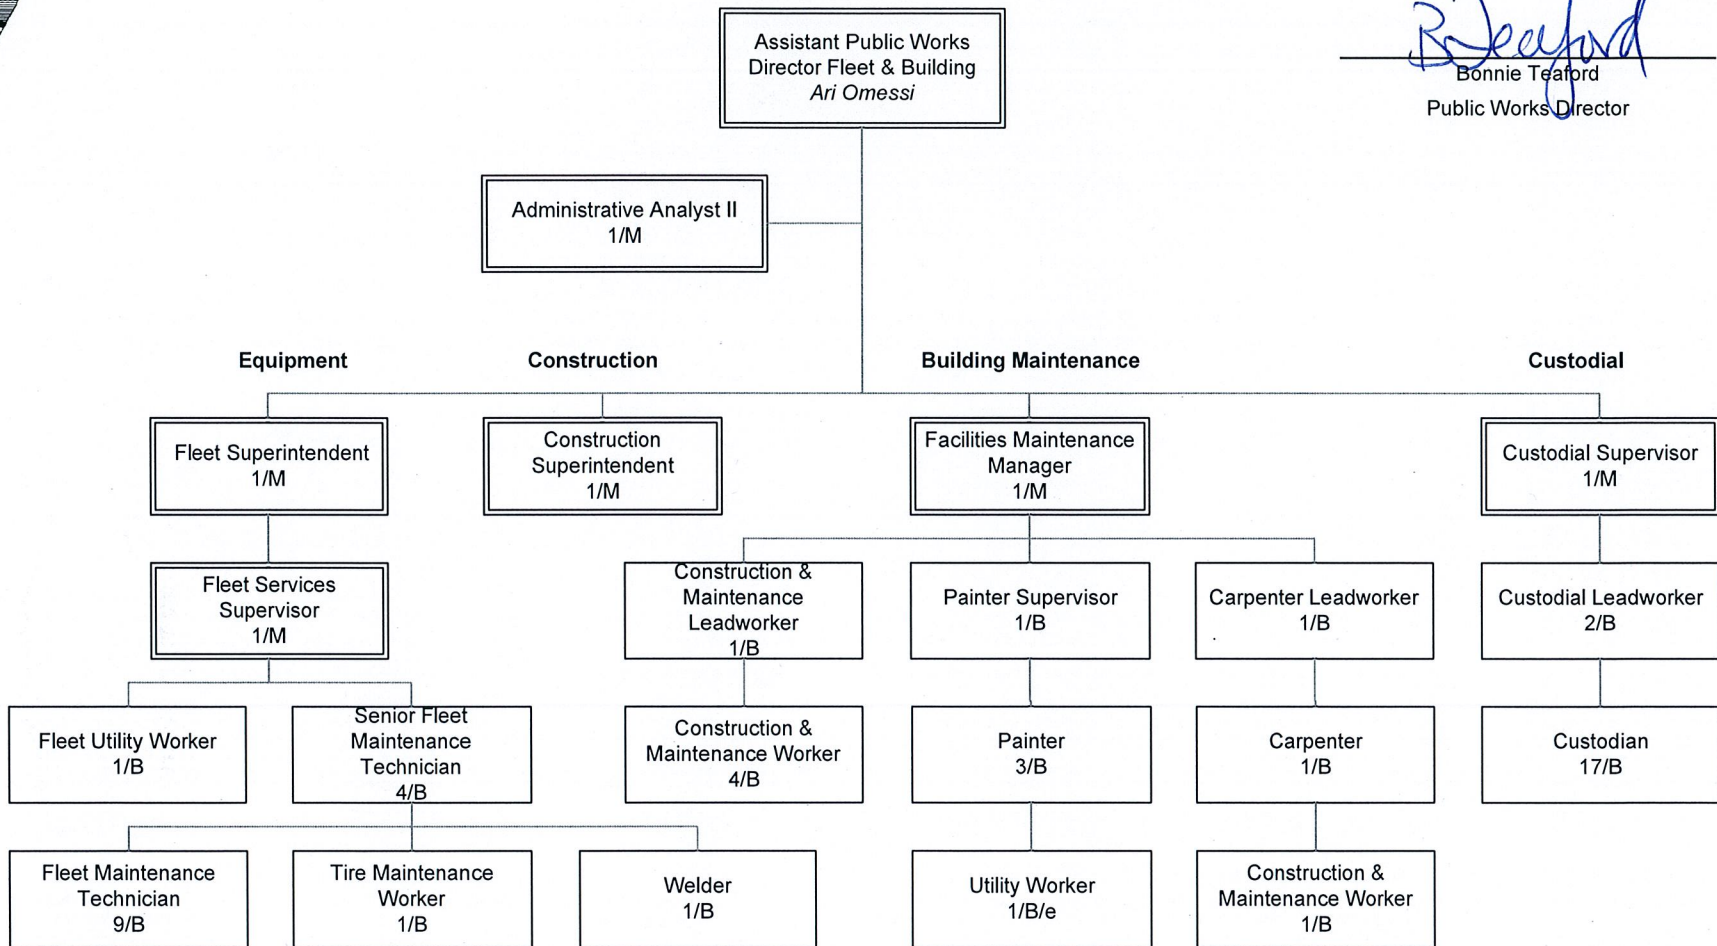 Assistant Public Works
Director Fleet & Building
Ari Omessi
BTeaford
Bonnie Teaford
Public Works Director
Administrative Analyst II
1/M
Equipment
Construction
Building Maintenance
Custodial
Fleet Superintendent
1/M
Construction
Superintendent
1/M
Facilities Maintenance
Manager
1/M
Custodial Supervisor
1/M
Fleet Services
Supervisor
1/M
Construction &
Maintenance
Leadworker
1/B
Painter Supervisor
1/B
Carpenter Leadworker
1/B
Custodial Leadworker
2/B
Fleet Utility Worker
1/B
Senior Fleet
Maintenance
Technician
4/B
Construction &
Maintenance Worker
4/B
Painter
3/B
Carpenter
1/B
Custodian
17/B
Fleet Maintenance
Technician
9/B
Tire Maintenance
Worker
1/B
Welder
1/B
Utility Worker
1/B/e
Construction &
Maintenance Worker
1/B